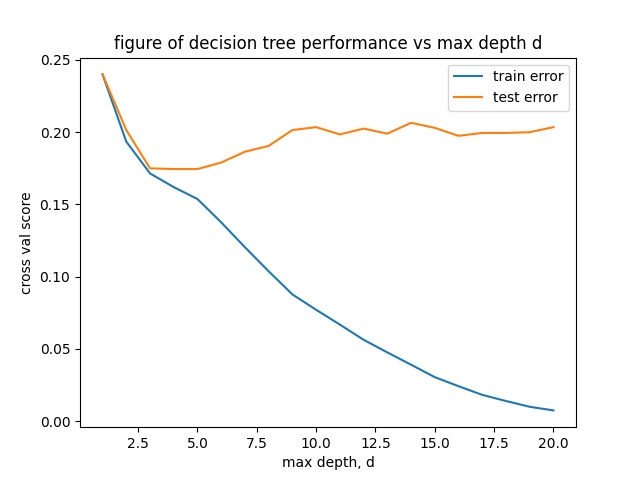 figure of decision tree performance vs max depth d
train error
test error
0.25
0.20
0.15
0.10
0.05
0.00
cross val score
2.5 5.0 7.5 10.0 12.5 15.0 17.5 20.0
max depth, d